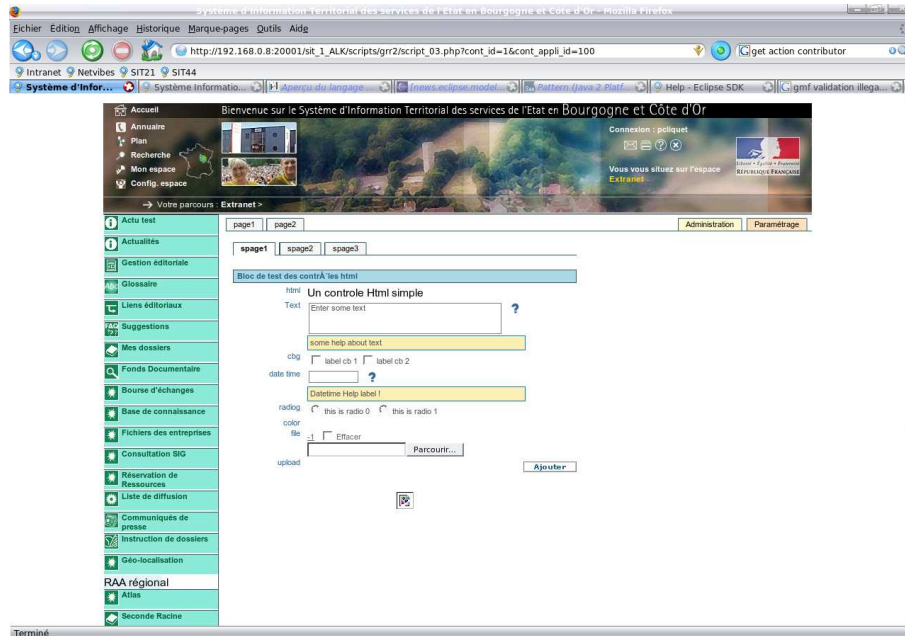 Système d'Information Territorial des services de l'Etat en Bourgogne et Côte d'Or - Mozilla Firefox
Fichier Edition Affichage Historique Marque-pages Outils Aide
http://192.168.0.8:20001/sit_1_ALK/scripts/grr2/script_03.php?cont_id=1&cont_appli_id=100
get action contributor
Intranet Netvibes SIT21 SIT44
Système d'Infor... Système Informatio... Aperçu du langage ... [news.eclipse.model... Pattern (Java 2 Platf... Help - Eclipse SDK gmf validation illega...
Accueil
Bienvenue sur le Système d'Information Territorial des services de l'Etat en Bourgogne et Côte d'Or
Annuaire
Plan
Recherche
Mon espace
Config. espace
Connexion : pcliquet
Vous vous situez sur l'espace
Extranet
Liberté • Égalité • Fraternité
RÉPUBLIQUE FRANÇAISE
Votre parcours : Extranet >
Actu test
Actualités
Gestion éditoriale
Abc Glossaire
Liens éditoriaux
FAQ Suggestions
Mes dossiers
Fonds Documentaire
Bourse d'échanges
Base de connaissance
Fichiers des entreprises
Consultation SIG
Réservation de
Ressources
Liste de diffusion
Communiqués de
presse
Instruction de dossiers
Géo-localisation
RAA régional
Atlas
Seconde Racine
page1 page2
Administration Paramétrage
spage1 spage2 spage3
Bloc de test des contrÃ´les html
html Un controle Html simple
Text Enter some text ?
some help about text
cbg label cb 1 label cb 2
date time ?
Datetime Help label !
radiog this is radio 0 this is radio 1
color
file -1 Effacer
Parcourir...
upload
Ajouter
Terminé